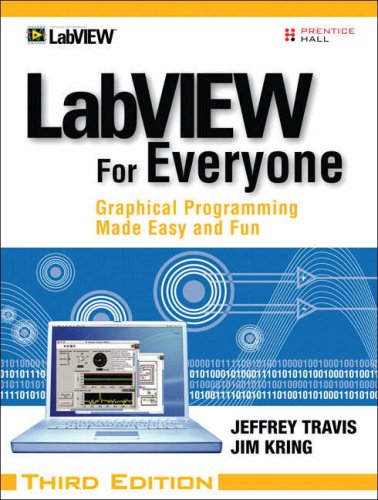 LabVIEW
PRENTICE
HALL
LabVIEW
For Everyone
Graphical Programming
Made Easy and Fun
JEFFREY TRAVIS
JIM KRING
THIRD EDITION